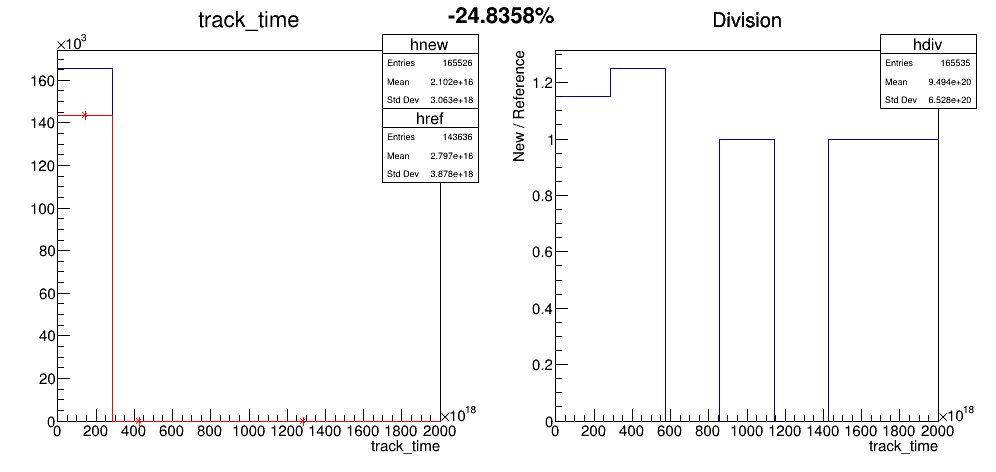 track_time
-24.8358%
Division
×10³
hnew
Entries 165526
Mean 2.102e+16
Std Dev 3.063e+18
href
Entries 143636
Mean 2.797e+16
Std Dev 3.878e+18
160
140
120
100
80
60
40
20
0
0 200 400 600 800 1000 1200 1400 1600 1800 2000
×10¹⁸
track_time
hdiv
Entries 165535
Mean 9.494e+20
Std Dev 6.528e+20
New / Reference
1.2
1
0.8
0.6
0.4
0.2
0
0 200 400 600 800 1000 1200 1400 1600 1800 2000
×10¹⁸
track_time